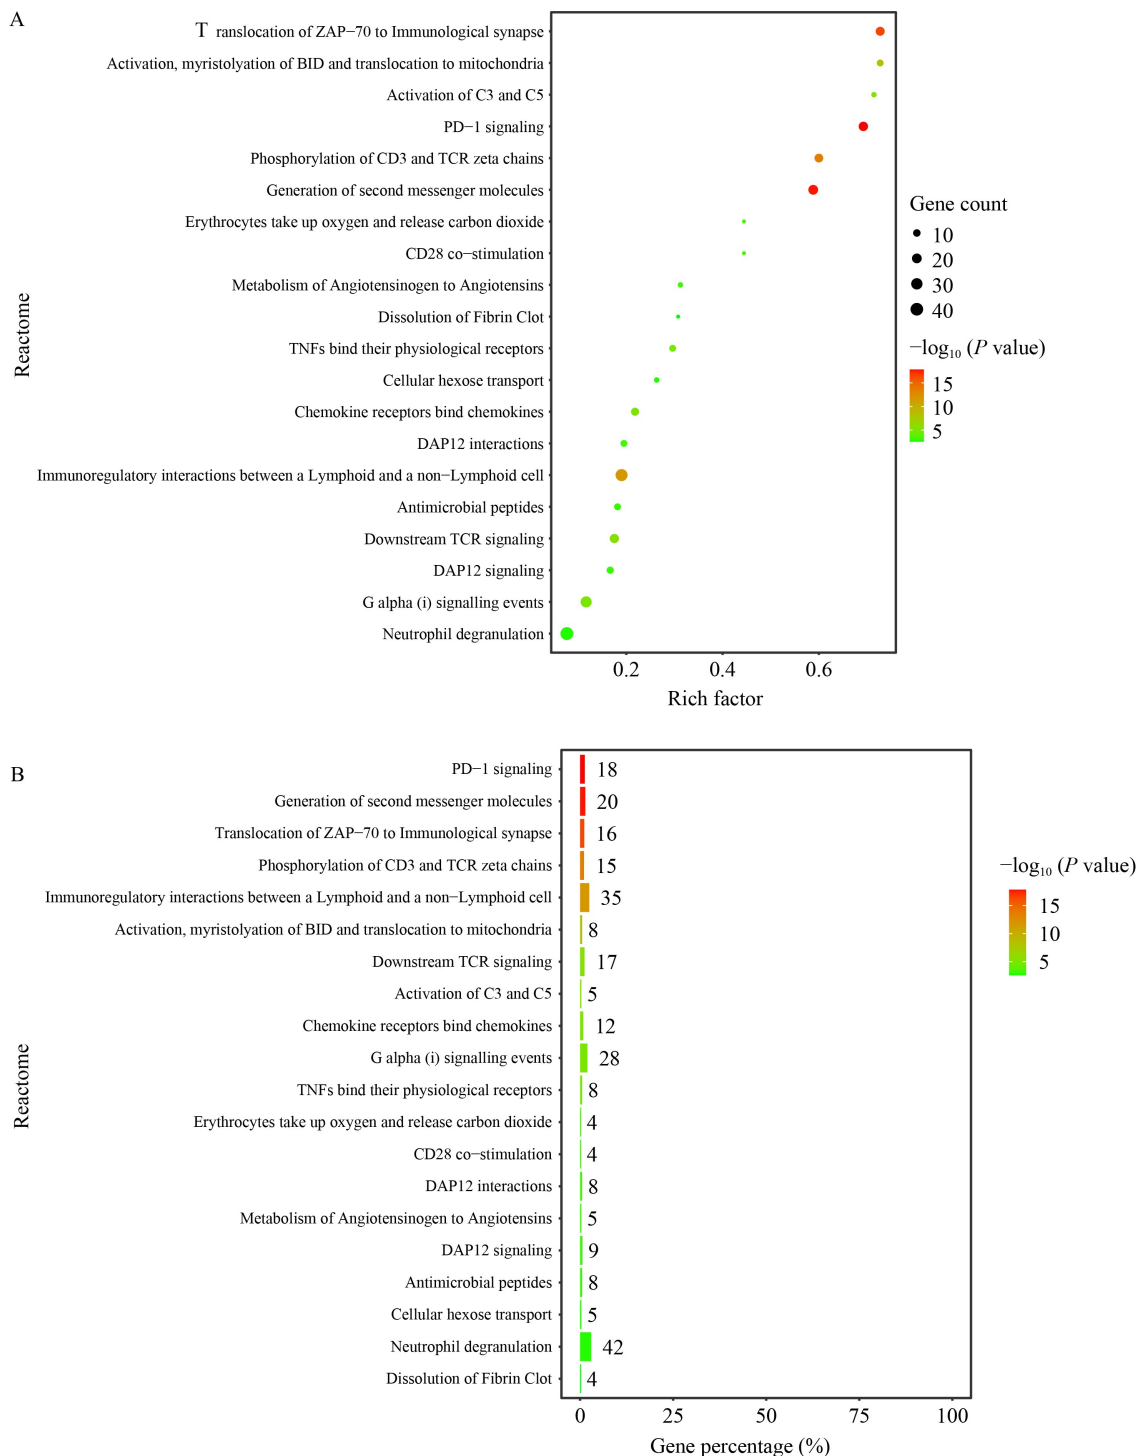 A
T ranslocation of ZAP−70 to Immunological synapse
Activation, myristolyation of BID and translocation to mitochondria
Activation of C3 and C5
PD−1 signaling
Phosphorylation of CD3 and TCR zeta chains
Generation of second messenger molecules
Erythrocytes take up oxygen and release carbon dioxide
CD28 co−stimulation
Metabolism of Angiotensinogen to Angiotensins
Dissolution of Fibrin Clot
TNFs bind their physiological receptors
Cellular hexose transport
Chemokine receptors bind chemokines
DAP12 interactions
Immunoregulatory interactions between a Lymphoid and a non−Lymphoid cell
Antimicrobial peptides
Downstream TCR signaling
DAP12 signaling
G alpha (i) signalling events
Neutrophil degranulation
Reactome
0.2 0.4 0.6
Rich factor
Gene count
10
20
30
40
−log10 (P value)
15
10
5
B
PD−1 signaling 18
Generation of second messenger molecules 20
Translocation of ZAP−70 to Immunological synapse 16
Phosphorylation of CD3 and TCR zeta chains 15
Immunoregulatory interactions between a Lymphoid and a non−Lymphoid cell 35
Activation, myristolyation of BID and translocation to mitochondria 8
Downstream TCR signaling 17
Activation of C3 and C5 5
Chemokine receptors bind chemokines 12
G alpha (i) signalling events 28
TNFs bind their physiological receptors 8
Erythrocytes take up oxygen and release carbon dioxide 4
CD28 co−stimulation 4
DAP12 interactions 8
Metabolism of Angiotensinogen to Angiotensins 5
DAP12 signaling 9
Antimicrobial peptides 8
Cellular hexose transport 5
Neutrophil degranulation 42
Dissolution of Fibrin Clot 4
Reactome
0 25 50 75 100
Gene percentage (%)
−log10 (P value)
15
10
5